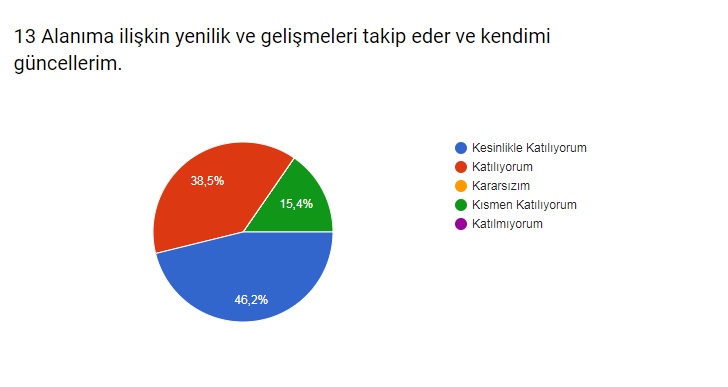 13 Alanıma ilişkin yenilik ve gelişmeleri takip eder ve kendimi
güncellerim.
38,5%
15,4%
46,2%
Kesinlikle Katılıyorum
Katılıyorum
Kararsızım
Kısmen Katılıyorum
Katılmıyorum